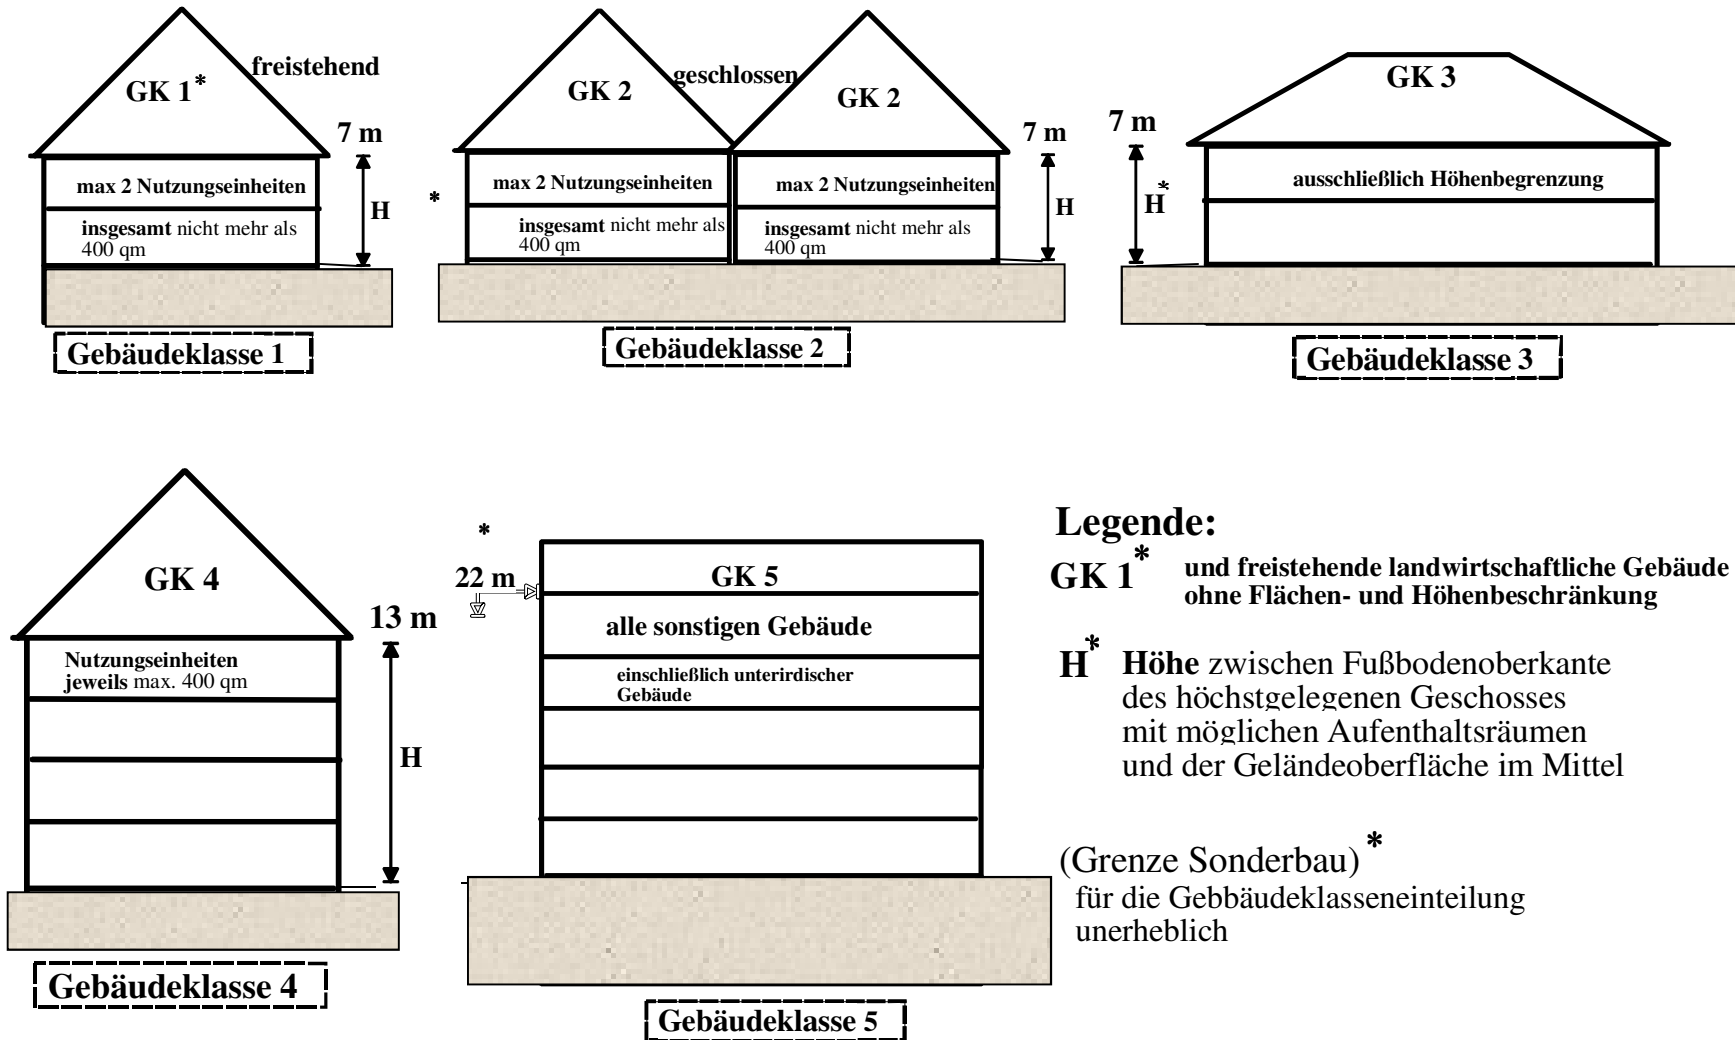 GK 1*
freistehend
7 m
max 2 Nutzungseinheiten
H
insgesamt nicht mehr als
400 qm
Gebäudeklasse 1
*
GK 2
geschlossen
GK 2
7 m
max 2 Nutzungseinheiten
max 2 Nutzungseinheiten
H
insgesamt nicht mehr als
400 qm
insgesamt nicht mehr als
400 qm
Gebäudeklasse 2
GK 3
7 m
ausschließlich Höhenbegrenzung
H*
Gebäudeklasse 3
GK 4
13 m
Nutzungseinheiten
jeweils max. 400 qm
H
Gebäudeklasse 4
*
22 m
GK 5
alle sonstigen Gebäude
einschließlich unterirdischer
Gebäude
Gebäudeklasse 5
Legende:
GK 1* und freistehende landwirtschaftliche Gebäude
ohne Flächen- und Höhenbeschränkung
H* Höhe zwischen Fußbodenoberkante
des höchstgelegenen Geschosses
mit möglichen Aufenthaltsräumen
und der Geländeoberfläche im Mittel
(Grenze Sonderbau)*
für die Gebbäudeklasseneinteilung
unerheblich